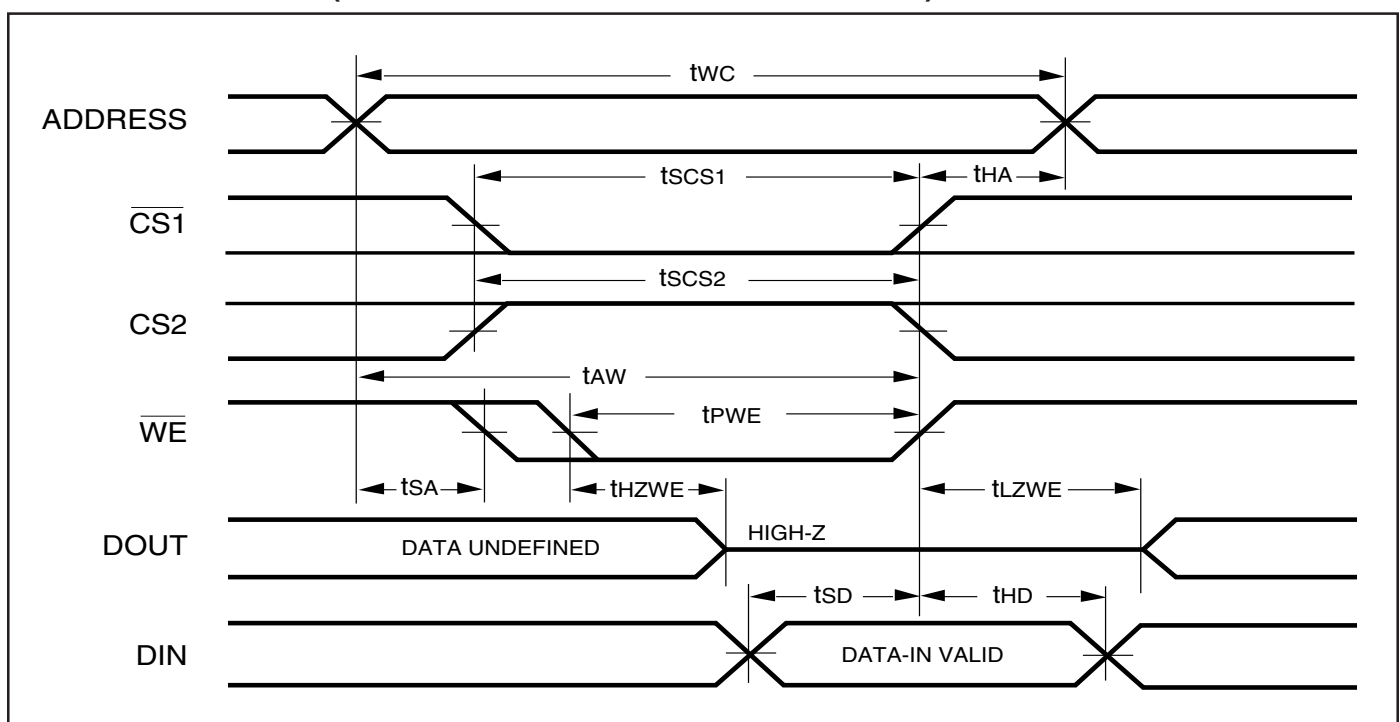 tWC
ADDRESS
tSCS1
tHA
CS1
tSCS2
CS2
tAW
WE
tPWE
tSA
tHZWE
tLZWE
DOUT
DATA UNDEFINED
HIGH-Z
tSD
tHD
DIN
DATA-IN VALID